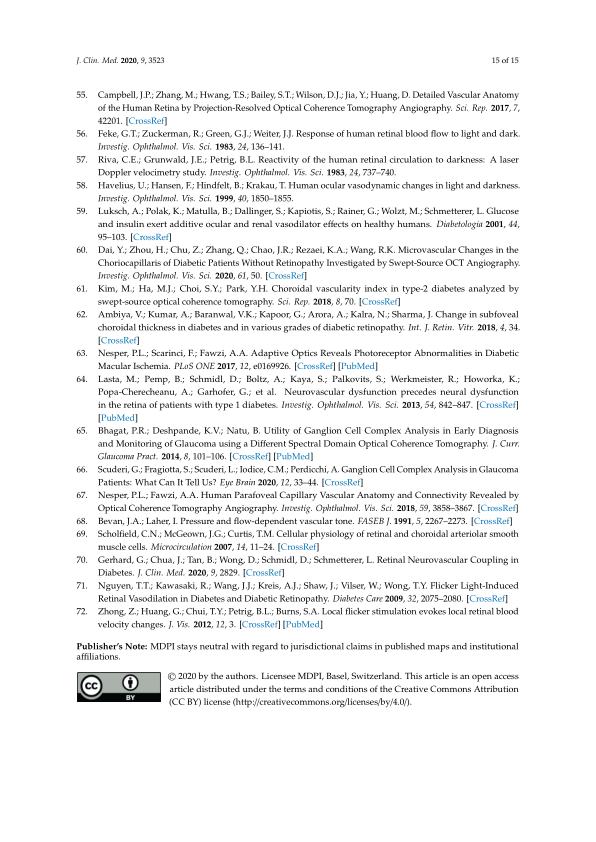 J. Clin. Med. 2020, 9, 3523
15 of 15
55. Campbell, J.P.; Zhang, M.; Hwang, T.S.; Bailey, S.T.; Wilson, D.J.; Jia, Y.; Huang, D. Detailed Vascular Anatomy
of the Human Retina by Projection-Resolved Optical Coherence Tomography Angiography. Sci. Rep. 2017, 7,
42201. [CrossRef]
56. Feke, G.T.; Zuckerman, R.; Green, G.J.; Weiter, J.J. Response of human retinal blood flow to light and dark.
Investig. Ophthalmol. Vis. Sci. 1983, 24, 136–141.
57. Riva, C.E.; Grunwald, J.E.; Petrig, B.L. Reactivity of the human retinal circulation to darkness: A laser
Doppler velocimetry study. Investig. Ophthalmol. Vis. Sci. 1983, 24, 737–740.
58. Havelius, U.; Hansen, F.; Hindfelt, B.; Krakau, T. Human ocular vasodynamic changes in light and darkness.
Investig. Ophthalmol. Vis. Sci. 1999, 40, 1850–1855.
59. Luksch, A.; Polak, K.; Matulla, B.; Dallinger, S.; Kapiotis, S.; Rainer, G.; Wolzt, M.; Schmetterer, L. Glucose
and insulin exert additive ocular and renal vasodilator effects on healthy humans. Diabetologia 2001, 44,
95–103. [CrossRef]
60. Dai, Y.; Zhou, H.; Chu, Z.; Zhang, Q.; Chao, J.R.; Rezaei, K.A.; Wang, R.K. Microvascular Changes in the
Choriocapillaris of Diabetic Patients Without Retinopathy Investigated by Swept-Source OCT Angiography.
Investig. Ophthalmol. Vis. Sci. 2020, 61, 50. [CrossRef]
61. Kim, M.; Ha, M.J.; Choi, S.Y.; Park, Y.H. Choroidal vascularity index in type-2 diabetes analyzed by
swept-source optical coherence tomography. Sci. Rep. 2018, 8, 70. [CrossRef]
62. Ambiya, V.; Kumar, A.; Baranwal, V.K.; Kapoor, G.; Arora, A.; Kalra, N.; Sharma, J. Change in subfoveal
choroidal thickness in diabetes and in various grades of diabetic retinopathy. Int. J. Retin. Vitr. 2018, 4, 34.
[CrossRef]
63. Nesper, P.L.; Scarinci, F.; Fawzi, A.A. Adaptive Optics Reveals Photoreceptor Abnormalities in Diabetic
Macular Ischemia. PLoS ONE 2017, 12, e0169926. [CrossRef] [PubMed]
64. Lasta, M.; Pemp, B.; Schmidl, D.; Boltz, A.; Kaya, S.; Palkovits, S.; Werkmeister, R.; Howorka, K.;
Popa-Cherecheanu, A.; Garhofer, G.; et al. Neurovascular dysfunction precedes neural dysfunction
in the retina of patients with type 1 diabetes. Investig. Ophthalmol. Vis. Sci. 2013, 54, 842–847. [CrossRef]
[PubMed]
65. Bhagat, P.R.; Deshpande, K.V.; Natu, B. Utility of Ganglion Cell Complex Analysis in Early Diagnosis
and Monitoring of Glaucoma using a Different Spectral Domain Optical Coherence Tomography. J. Curr.
Glaucoma Pract. 2014, 8, 101–106. [CrossRef] [PubMed]
66. Scuderi, G.; Fragiotta, S.; Scuderi, L.; Iodice, C.M.; Perdicchi, A. Ganglion Cell Complex Analysis in Glaucoma
Patients: What Can It Tell Us? Eye Brain 2020, 12, 33–44. [CrossRef]
67. Nesper, P.L.; Fawzi, A.A. Human Parafoveal Capillary Vascular Anatomy and Connectivity Revealed by
Optical Coherence Tomography Angiography. Investig. Ophthalmol. Vis. Sci. 2018, 59, 3858–3867. [CrossRef]
68. Bevan, J.A.; Laher, I. Pressure and flow-dependent vascular tone. FASEB J. 1991, 5, 2267–2273. [CrossRef]
69. Scholfield, C.N.; McGeown, J.G.; Curtis, T.M. Cellular physiology of retinal and choroidal arteriolar smooth
muscle cells. Microcirculation 2007, 14, 11–24. [CrossRef]
70. Gerhard, G.; Chua, J.; Tan, B.; Wong, D.; Schmidl, D.; Schmetterer, L. Retinal Neurovascular Coupling in
Diabetes. J. Clin. Med. 2020, 9, 2829. [CrossRef]
71. Nguyen, T.T.; Kawasaki, R.; Wang, J.J.; Kreis, A.J.; Shaw, J.; Vilser, W.; Wong, T.Y. Flicker Light-Induced
Retinal Vasodilation in Diabetes and Diabetic Retinopathy. Diabetes Care 2009, 32, 2075–2080. [CrossRef]
72. Zhong, Z.; Huang, G.; Chui, T.Y.; Petrig, B.L.; Burns, S.A. Local flicker stimulation evokes local retinal blood
velocity changes. J. Vis. 2012, 12, 3. [CrossRef] [PubMed]
Publisher's Note: MDPI stays neutral with regard to jurisdictional claims in published maps and institutional
affiliations.
cc
BY
© 2020 by the authors. Licensee MDPI, Basel, Switzerland. This article is an open access
article distributed under the terms and conditions of the Creative Commons Attribution
(CC BY) license (http://creativecommons.org/licenses/by/4.0/).